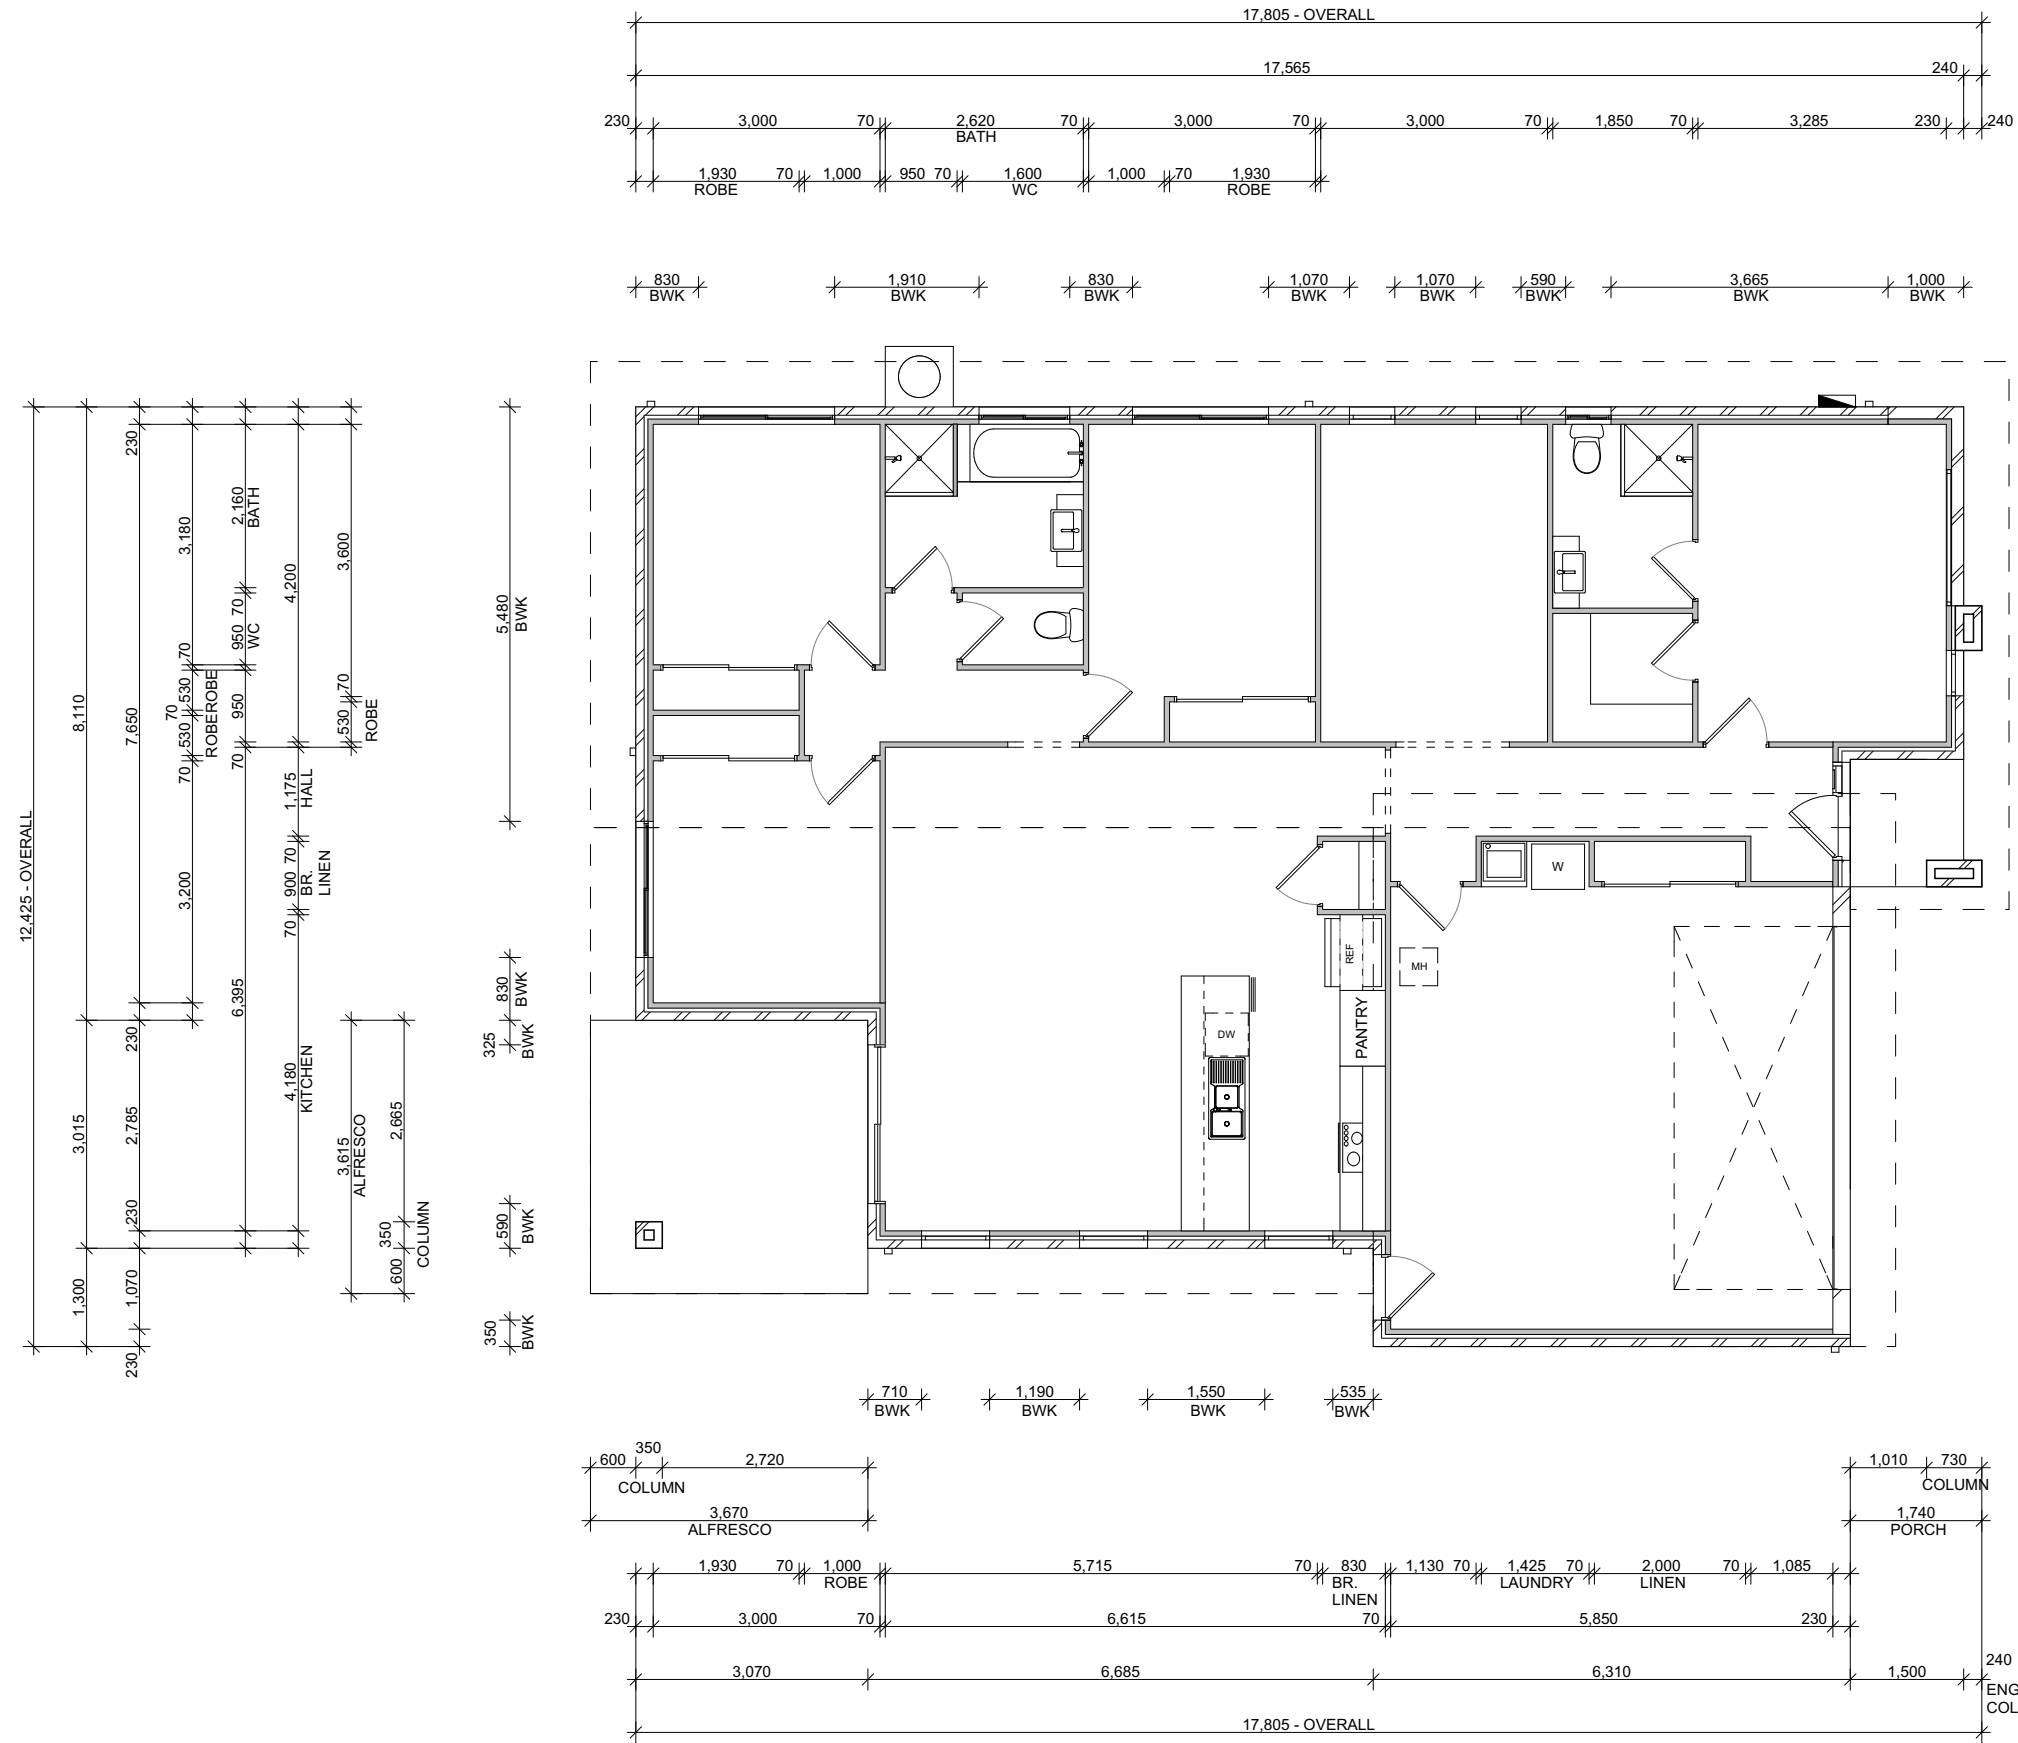 17,805 - OVERALL
17,565 240
230 3,000 70 2,620 70 3,000 70 3,000 70 1,850 70 3,285 230 240
BATH
1,930 70 1,000 950 70 1,600 1,000 70 1,930
ROBE WC ROBE
830 1,910 830 1,070 1,070 590 3,665 1,000
BWK BWK BWK BWK BWK BWK BWK BWK
12,425 - OVERALL
8,110 3,015 1,300
230 7,650 230 2,785 230 1,070 230
3,180 70 530 70 530 70 3,200
ROBE ROBE
2,160 70 950 950 70 6,395
BATH WC
4,200 1,175 70 900 70 4,180
HALL BR. KITCHEN
LINEN
3,600 70 530
ROBE
3,615
ALFRESCO
2,665 350 600
COLUMN
5,480 830 325 590 350
BWK BWK BWK BWK BWK
W
REF
MH
PANTRY
DW
710 1,190 1,550 535
BWK BWK BWK BWK
600 350 2,720
COLUMN
3,670
ALFRESCO
1,010 730
COLUMN
1,740
PORCH
1,930 70 1,000 5,715 70 830 1,130 70 1,425 70 2,000 70 1,085
ROBE BR. LAUNDRY LINEN
LINEN
230 3,000 70 6,615 70 5,850 230
3,070 6,685 6,310 1,500 240
ENG
COL
17,805 - OVERALL